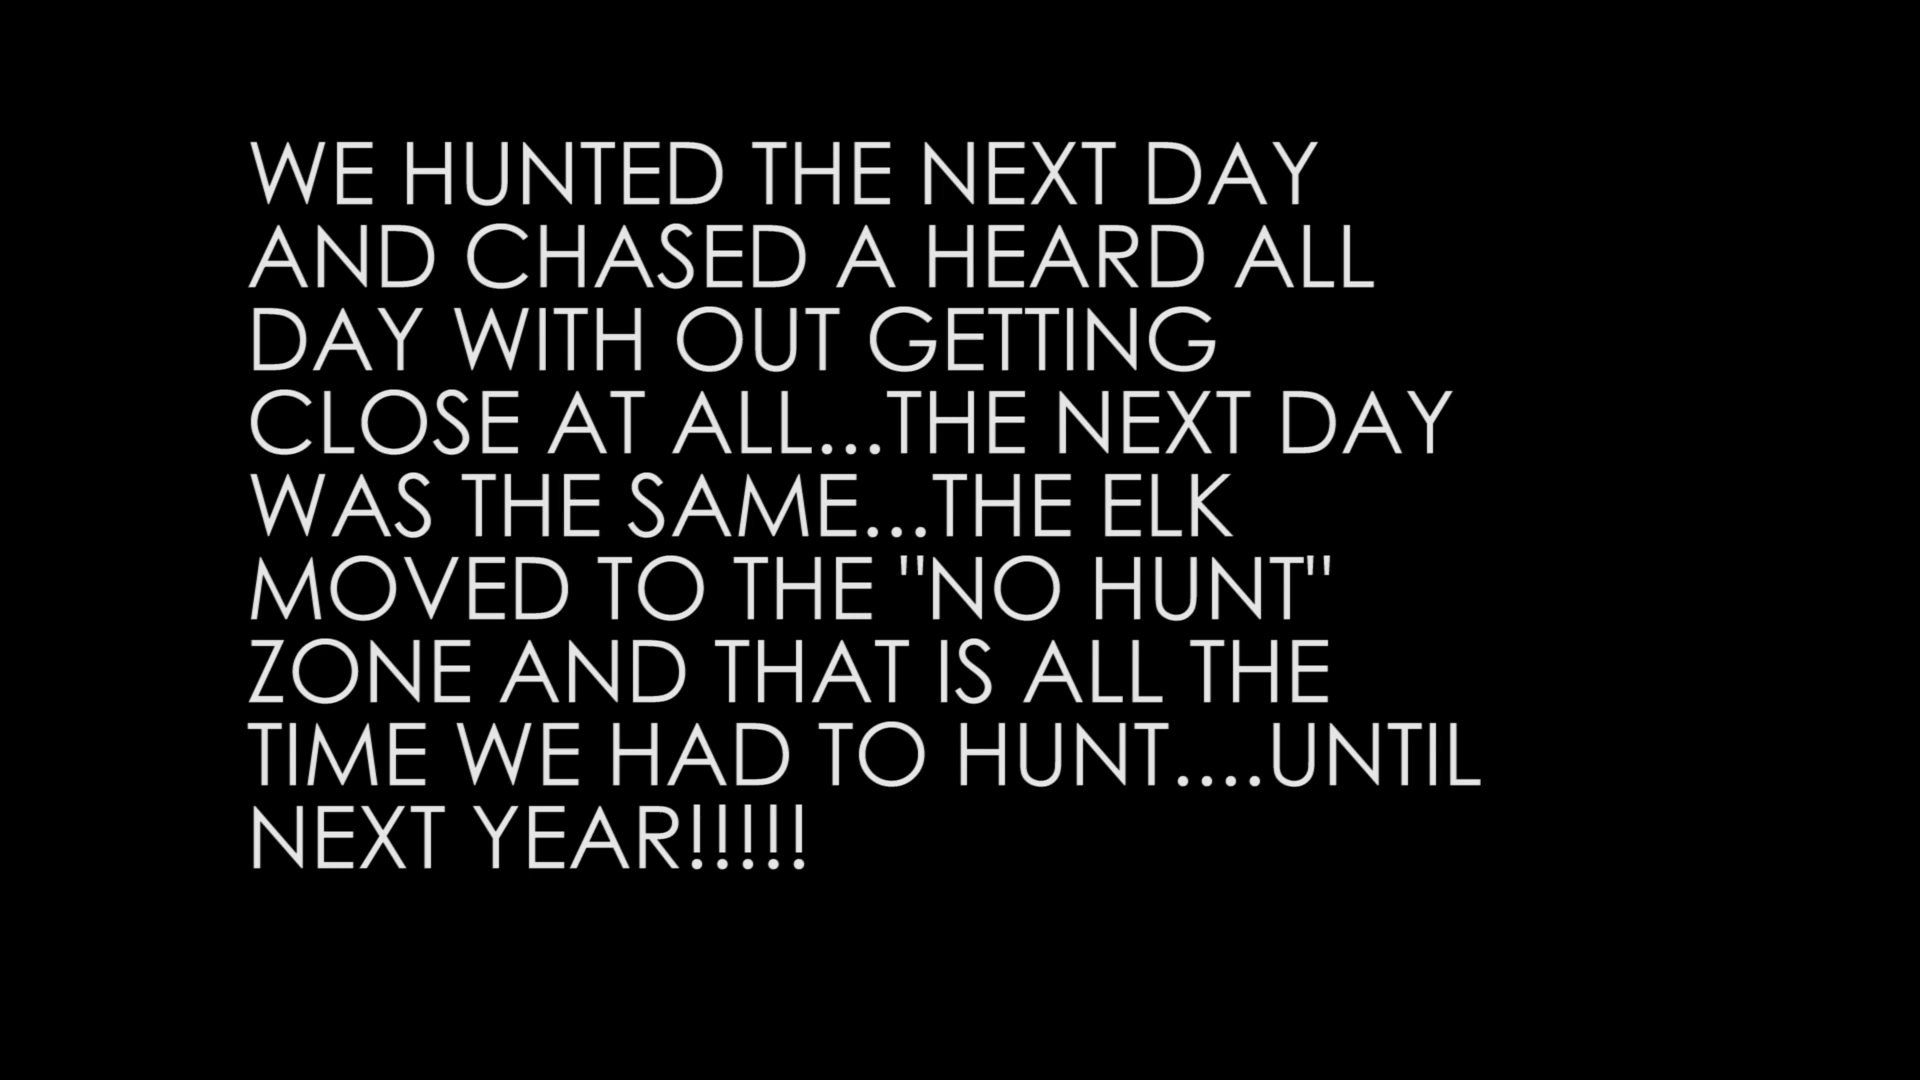 WE HUNTED THE NEXT DAY
AND CHASED A HEARD ALL
DAY WITH OUT GETTING
CLOSE AT ALL...THE NEXT DAY
WAS THE SAME...THE ELK
MOVED TO THE "NO HUNT"
ZONE AND THAT IS ALL THE
TIME WE HAD TO HUNT....UNTIL
NEXT YEAR!!!!!